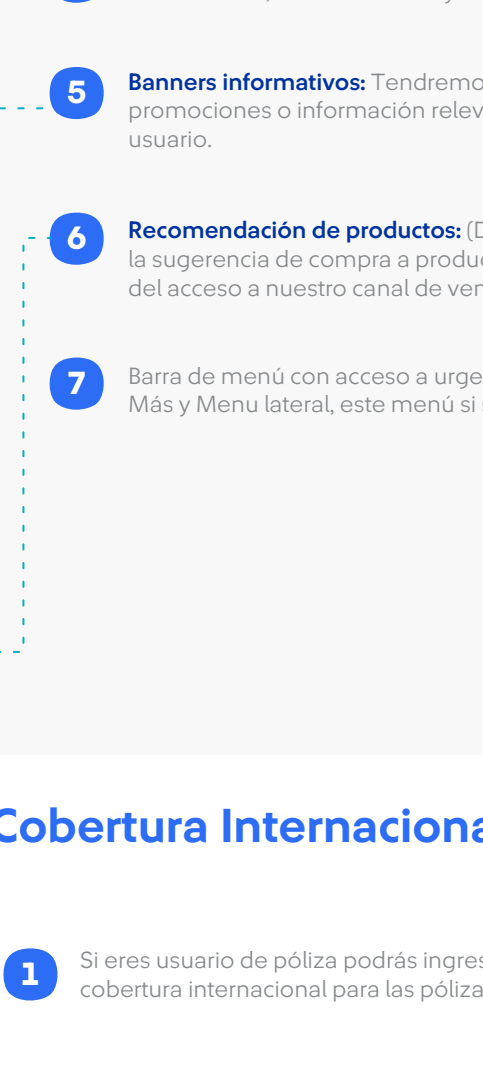 5
Banners informativos: Tendremo
promociones o información relev
usuario.
6
Recomendación de productos: (D
la sugerencia de compra a produc
del acceso a nuestro canal de ven
7
Barra de menú con acceso a urge
Más y Menu lateral, este menú si s
Cobertura Internaciona
1
Si eres usuario de póliza podrás ingres
cobertura internacional para las póliza